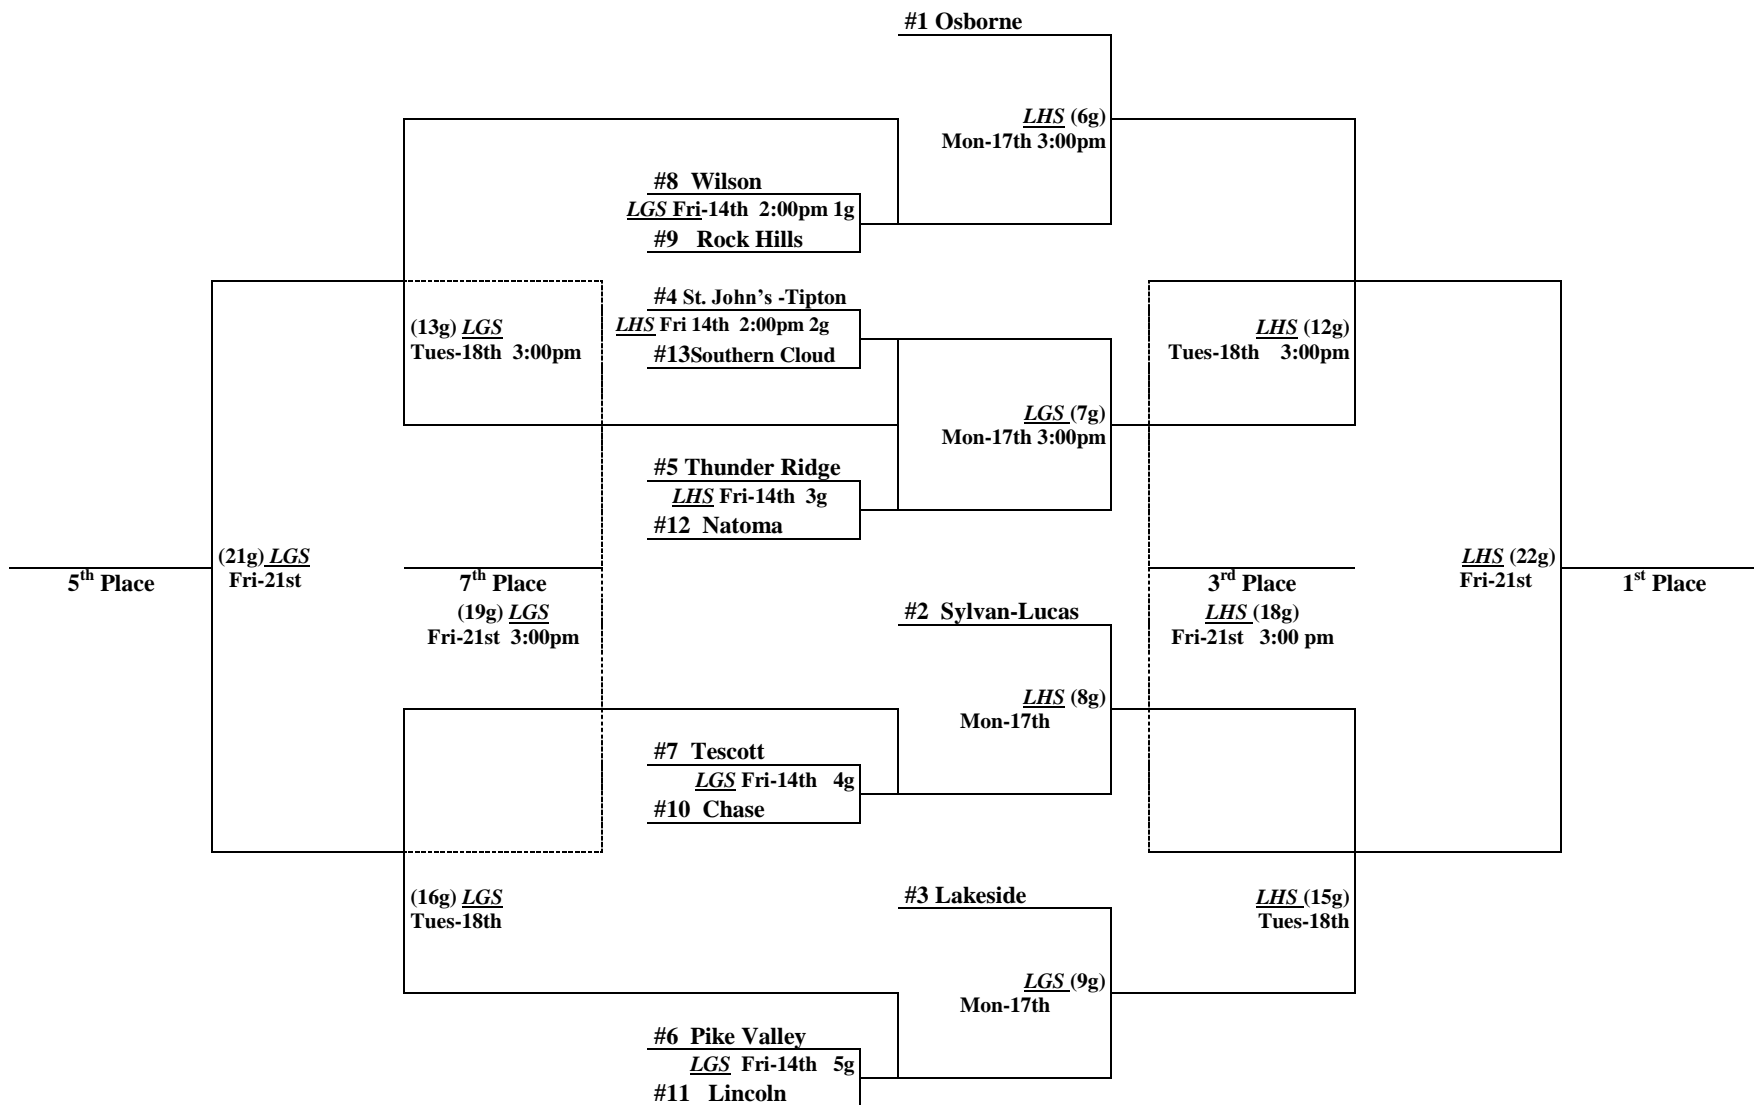 #1 Osborne
LHS (6g)
Mon-17th 3:00pm
#8 Wilson
LGS Fri-14th 2:00pm 1g
#9 Rock Hills
#4 St. John’s -Tipton
LHS Fri 14th 2:00pm 2g
#13Southern Cloud
(13g) LGS
Tues-18th 3:00pm
LHS (12g)
Tues-18th 3:00pm
LGS (7g)
Mon-17th 3:00pm
#5 Thunder Ridge
LHS Fri-14th 3g
#12 Natoma
(21g) LGS
Fri-21st
5th Place
7th Place
(19g) LGS
Fri-21st 3:00pm
3rd Place
LHS (18g)
Fri-21st 3:00 pm
LHS (22g)
Fri-21st
1st Place
#2 Sylvan-Lucas
LHS (8g)
Mon-17th
#7 Tescott
LGS Fri-14th 4g
#10 Chase
(16g) LGS
Tues-18th
#3 Lakeside
LHS (15g)
Tues-18th
LGS (9g)
Mon-17th
#6 Pike Valley
LGS Fri-14th 5g
#11 Lincoln